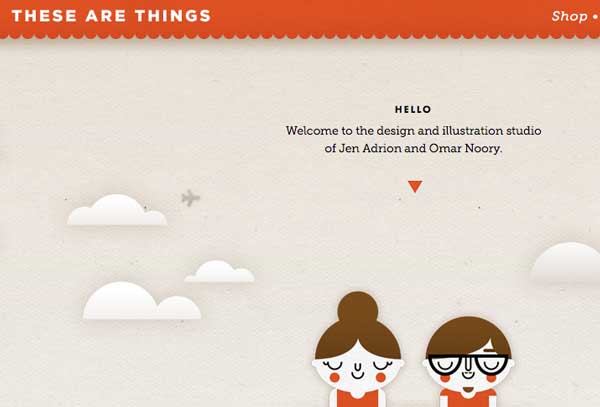 THESE ARE THINGS
Shop •
HELLO
Welcome to the design and illustration studio
of Jen Adrion and Omar Noory.